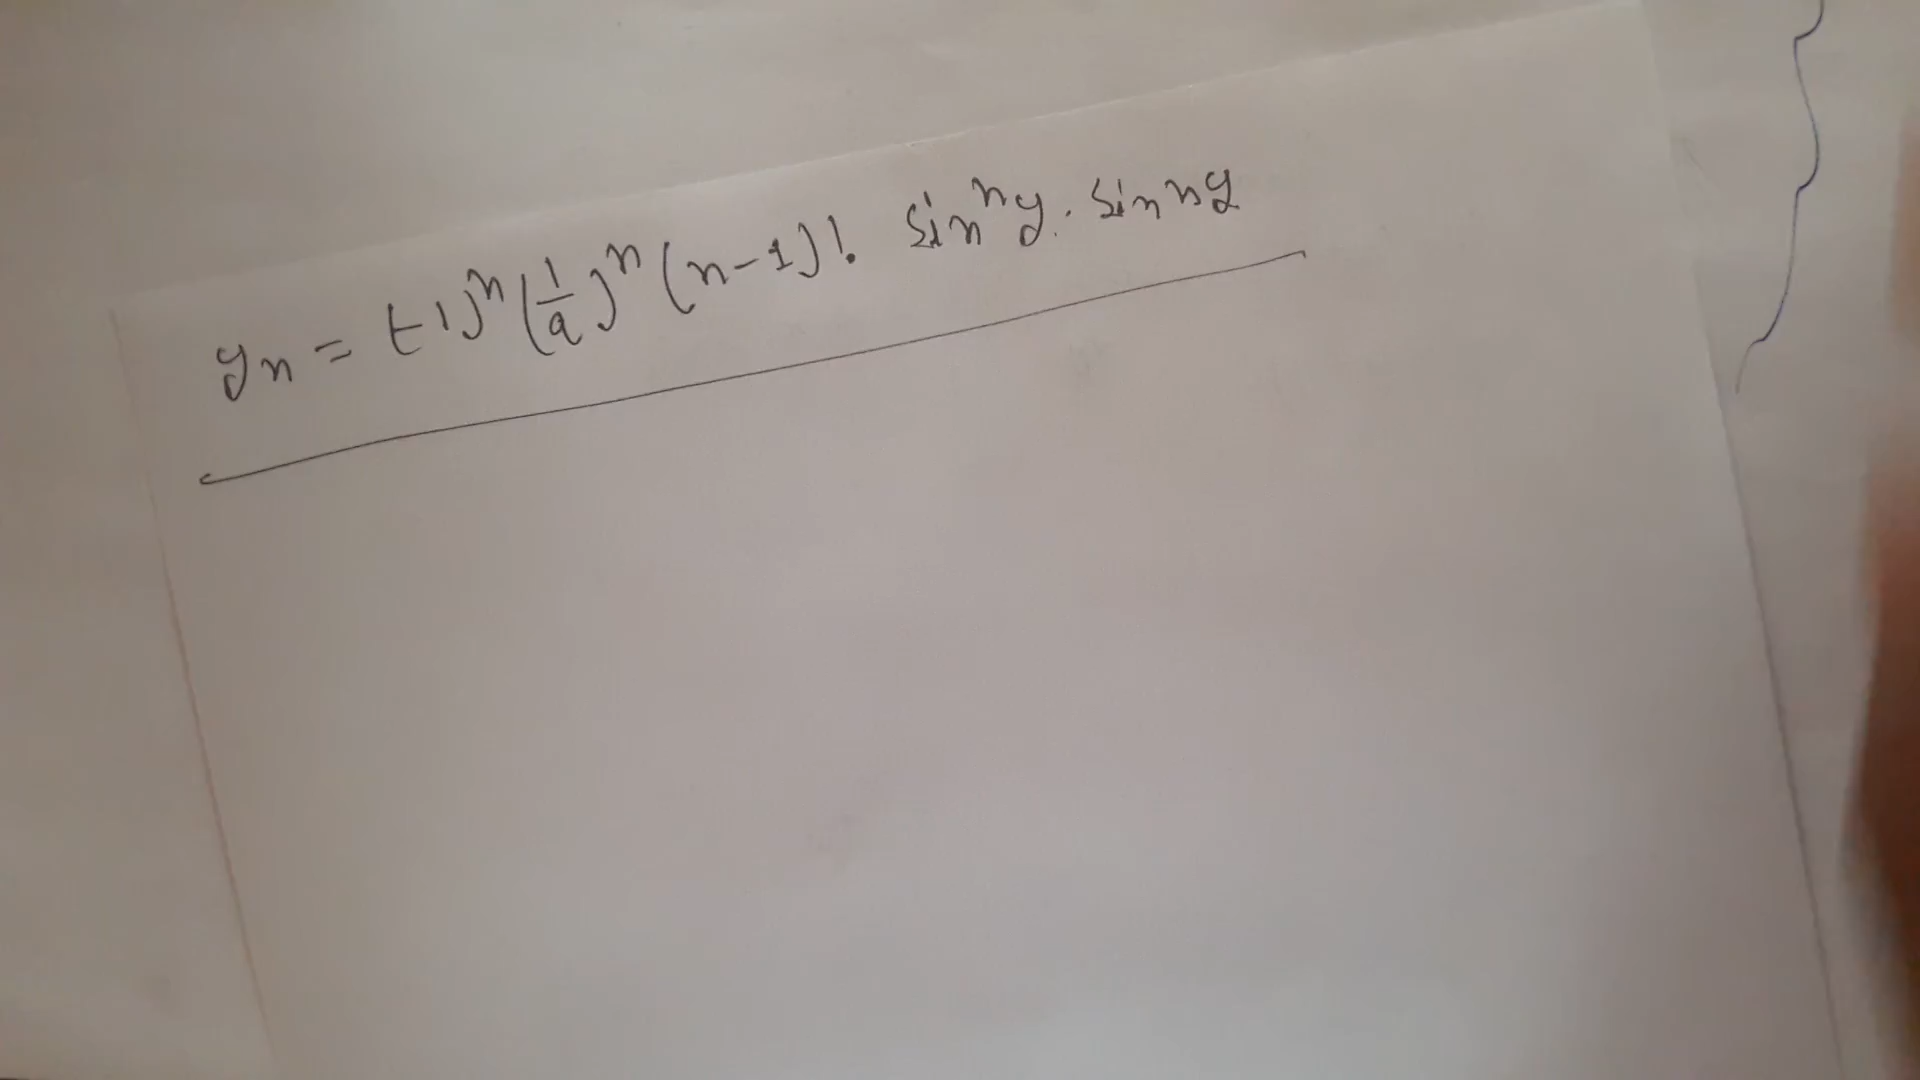 yn = (-1)^n (1/a)^n (n-1)! sin^n y. sin ny